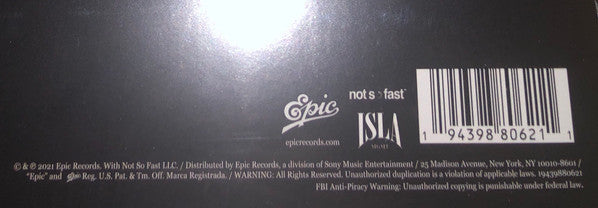 Epic
not so fast
epicrecords.com
ISLA
MUSIC
1 94398 80621 1
© & ℗ 2021 Epic Records. With Not So Fast LLC. / Distributed by Epic Records, a division of Sony Music Entertainment / 25 Madison Avenue, New York, NY 10010-8601 /
"Epic" and Epic Reg. U.S. Pat. & Tm. Off. Marca Registrada. / WARNING: All Rights Reserved. Unauthorized duplication is a violation of applicable laws. 19439880621
FBI Anti-Piracy Warning: Unauthorized copying is punishable under federal law.